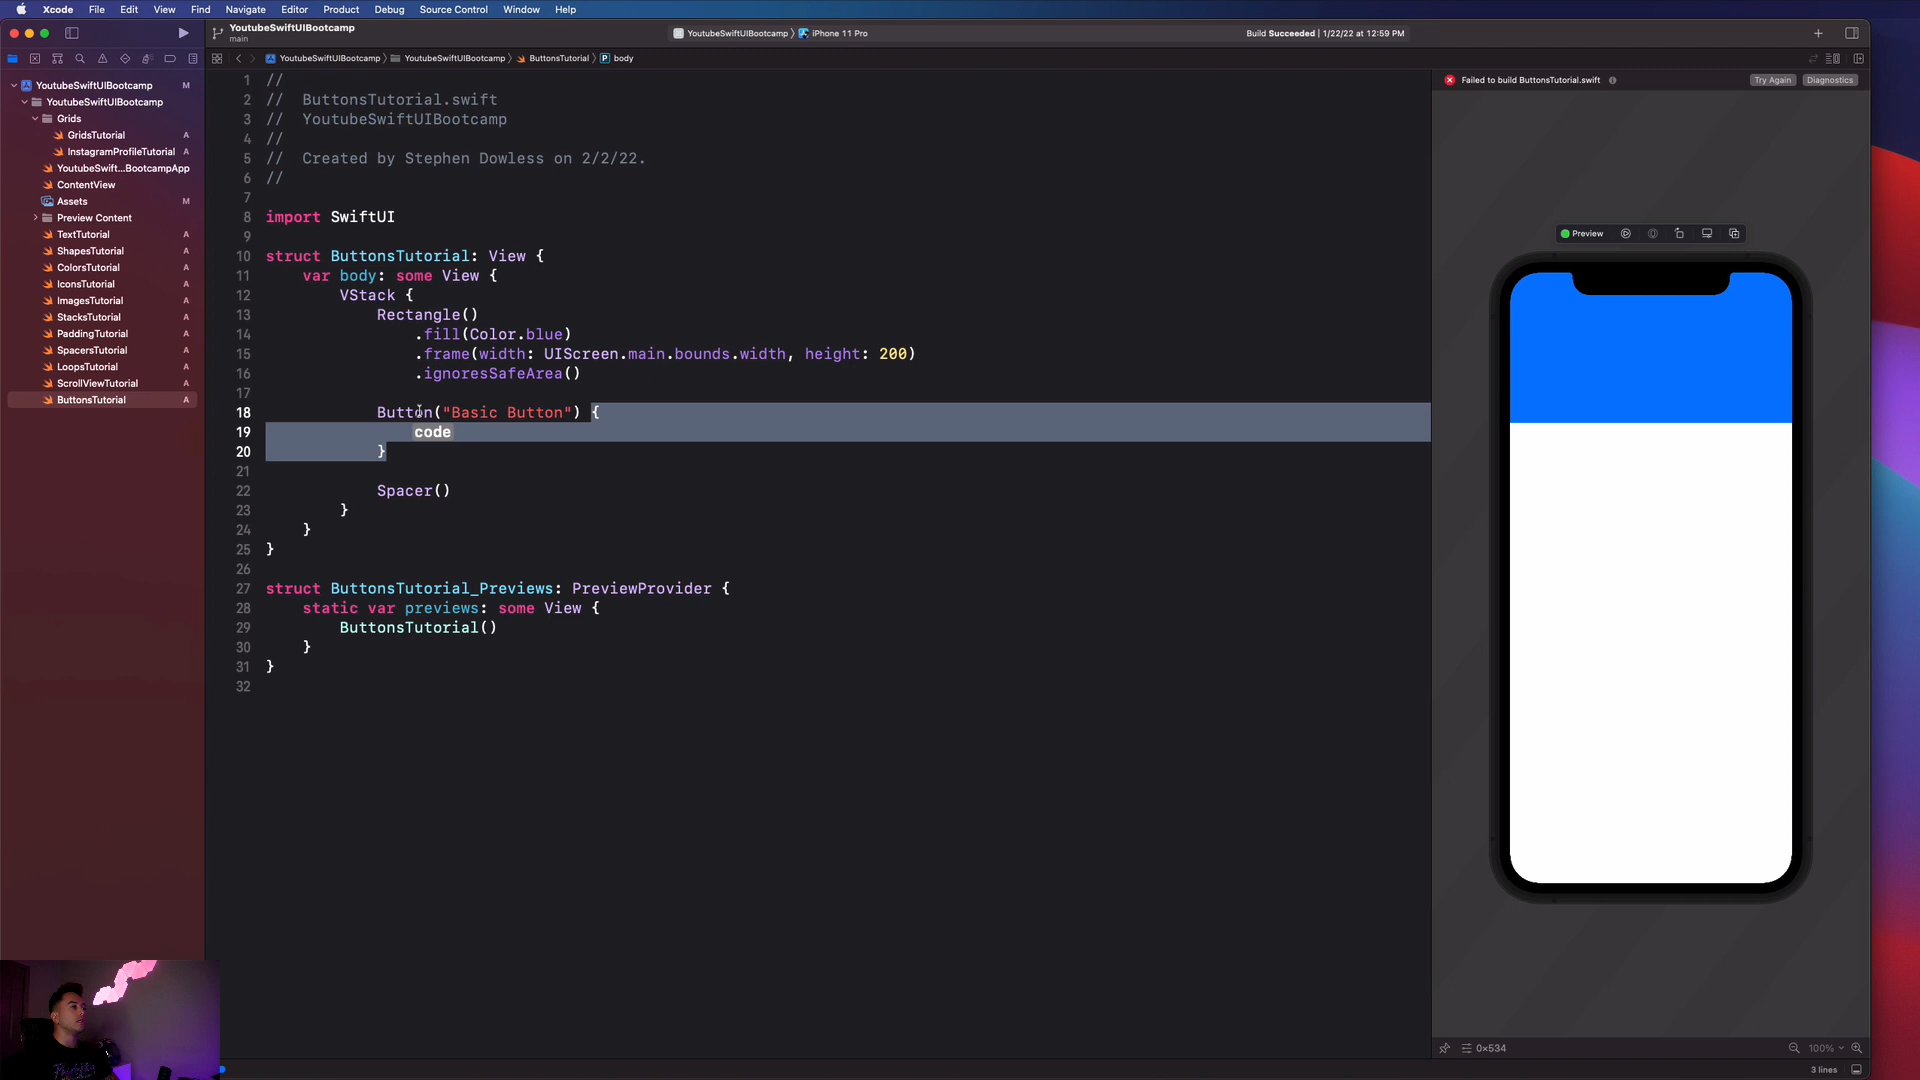 Xcode File Edit View Find Navigate Editor Product Debug Source Control Window Help
YoutubeSwiftUIBootcamp
main
YoutubeSwiftUIBootcamp iPhone 11 Pro
Build Succeeded | 1/22/22 at 12:59 PM
YoutubeSwiftUIBootcamp YoutubeSwiftUIBootcamp ButtonsTutorial P body
YoutubeSwiftUIBootcamp M
YoutubeSwiftUIBootcamp
Grids
GridsTutorial A
InstagramProfileTutorial A
YoutubeSwift...BootcampApp
ContentView
Assets M
Preview Content
TextTutorial A
ShapesTutorial A
ColorsTutorial A
IconsTutorial A
ImagesTutorial A
StacksTutorial A
PaddingTutorial A
SpacersTutorial A
LoopsTutorial A
ScrollViewTutorial A
ButtonsTutorial A
1 //
2 // ButtonsTutorial.swift
3 // YoutubeSwiftUIBootcamp
4 //
5 // Created by Stephen Dowless on 2/2/22.
6 //
7
8 import SwiftUI
9
10 struct ButtonsTutorial: View {
11 var body: some View {
12 VStack {
13 Rectangle()
14 .fill(Color.blue)
15 .frame(width: UIScreen.main.bounds.width, height: 200)
16 .ignoresSafeArea()
17
18 Button("Basic Button") {
19 code
20 }
21
22 Spacer()
23 }
24 }
25 }
26
27 struct ButtonsTutorial_Previews: PreviewProvider {
28 static var previews: some View {
29 ButtonsTutorial()
30 }
31 }
32
Failed to build ButtonsTutorial.swift Try Again Diagnostics
Preview
0×534 100%
3 lines